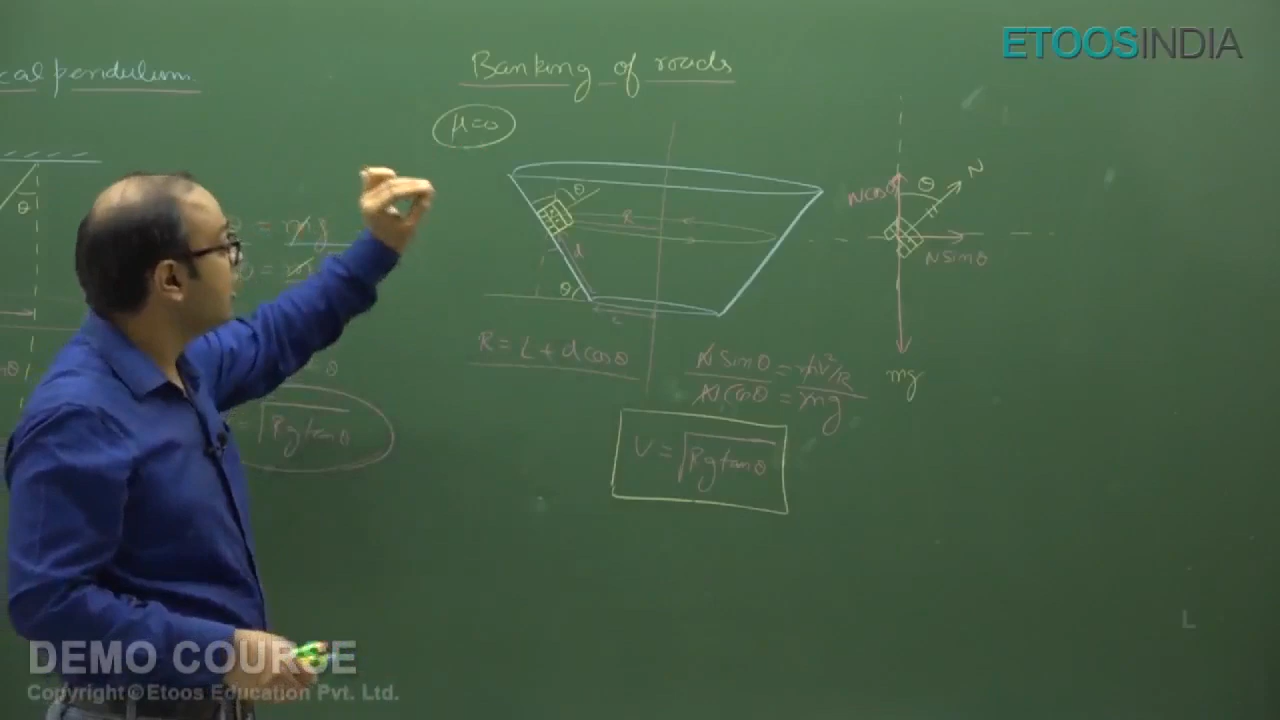 ETOOSINDIA
cal pendulum
θ
= mg
Rg tanθ
Banking of roads
μ=0
θ
R
d
θ
R = L + d cosθ
N sinθ = mv²/R
N cosθ = mg
V = √Rg tanθ
N
θ
N cosθ
N sinθ
mg
L
DEMO COURSE
Copyright © Etoos Education Pvt. Ltd.